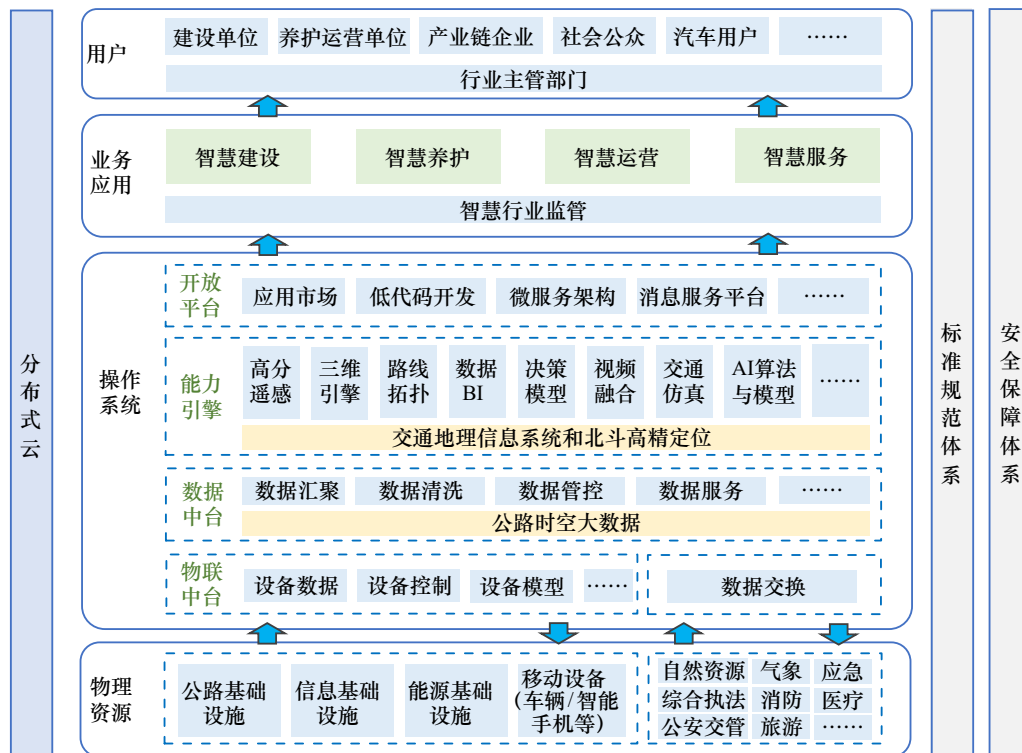 分布式云
用户
建设单位 养护运营单位 产业链企业 社会公众 汽车用户 ……
行业主管部门
业务
应用
智慧建设 智慧养护 智慧运营 智慧服务
智慧行业监管
操作
系统
开放
平台
应用市场 低代码开发 微服务架构 消息服务平台 ……
能力
引擎
高分 三维 路线 数据 决策 视频 交通 AI算法
遥感 引擎 拓扑 BI 模型 融合 仿真 与模型 ……
交通地理信息系统和北斗高精定位
数据
中台
数据汇聚 数据清洗 数据管控 数据服务 ……
公路时空大数据
物联
中台
设备数据 设备控制 设备模型 …… 数据交换
物理
资源
公路基础 信息基础 能源基础 移动设备
设施 设施 设施 (车辆/智能
手机等)
自然资源 气象 应急
综合执法 消防 医疗
公安交管 旅游 ……
标准规范体系
安全保障体系